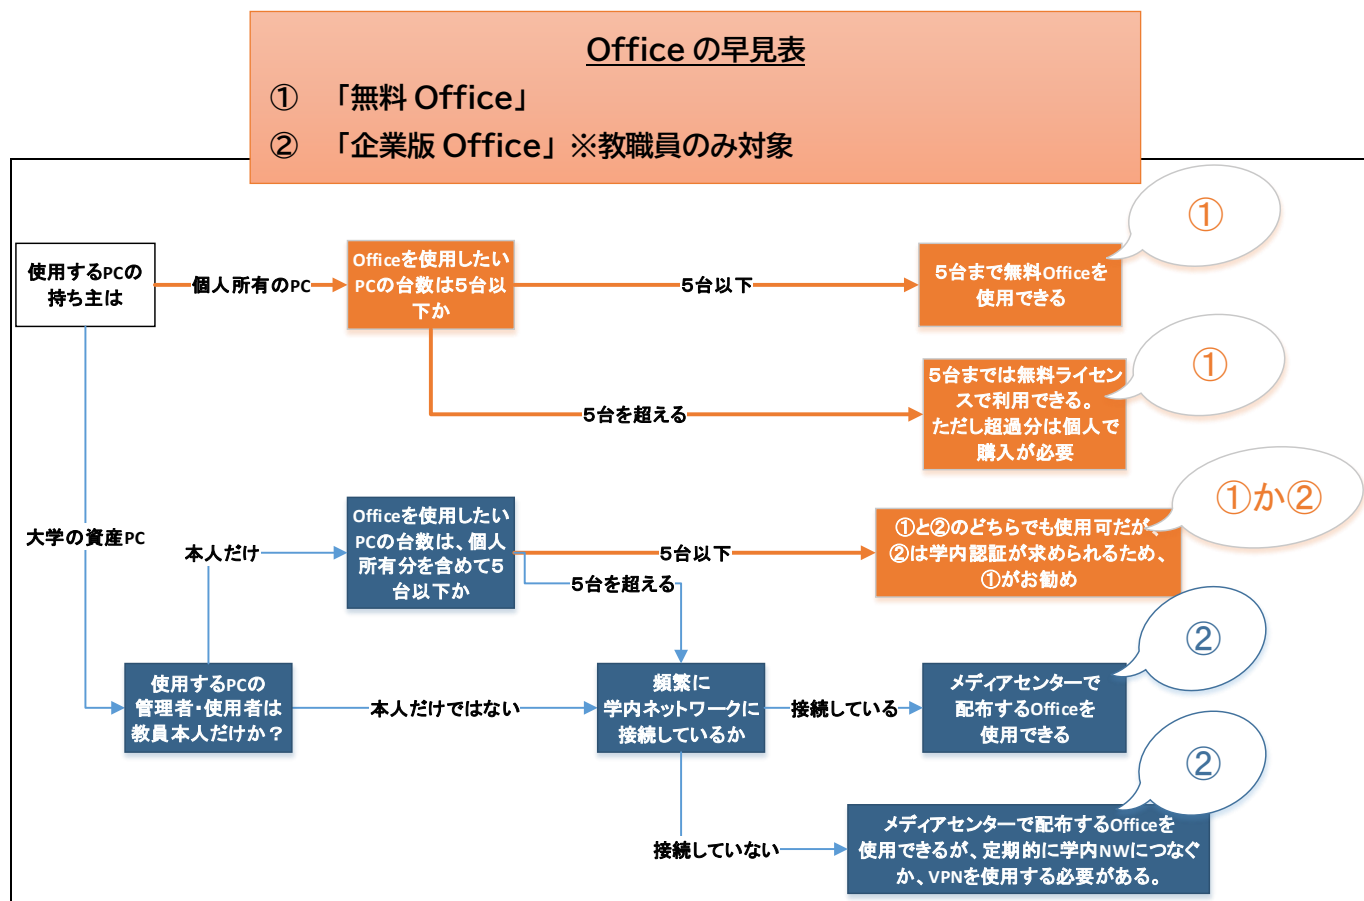 Office の早見表
① 「無料 Office」
② 「企業版 Office」 ※教職員のみ対象
①
使用するPCの
持ち主は
個人所有のPC
Officeを使用したい
PCの台数は５台以
下か
５台以下
５台まで無料Officeを
使用できる
①
５台を超える
５台までは無料ライセン
スで利用できる。
ただし超過分は個人で
購入が必要
①か②
大学の資産PC
本人だけ
Officeを使用したい
PCの台数は、個人
所有分を含めて５
台以下か
５台以下
５台を超える
①と②のどちらでも使用可だが、
②は学内認証が求められるため、
①がお勧め
②
使用するPCの
管理者・使用者は
教員本人だけか？
本人だけではない
頻繁に
学内ネットワークに
接続しているか
接続している
メディアセンターで
配布するOfficeを
使用できる
②
接続していない
メディアセンターで配布するOfficeを
使用できるが、定期的に学内NWにつなぐ
か、VPNを使用する必要がある。